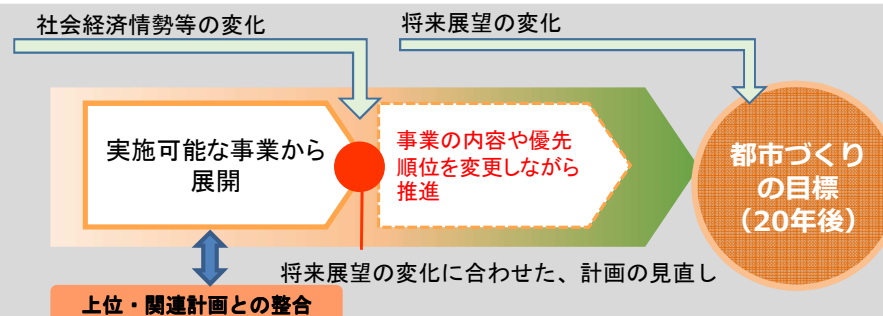 社会経済情勢等の変化
将来展望の変化
実施可能な事業から
展開
事業の内容や優先
順位を変更しながら
推進
都市づくり
の目標
（20年後）
将来展望の変化に合わせた、計画の見直し
上位・関連計画との整合